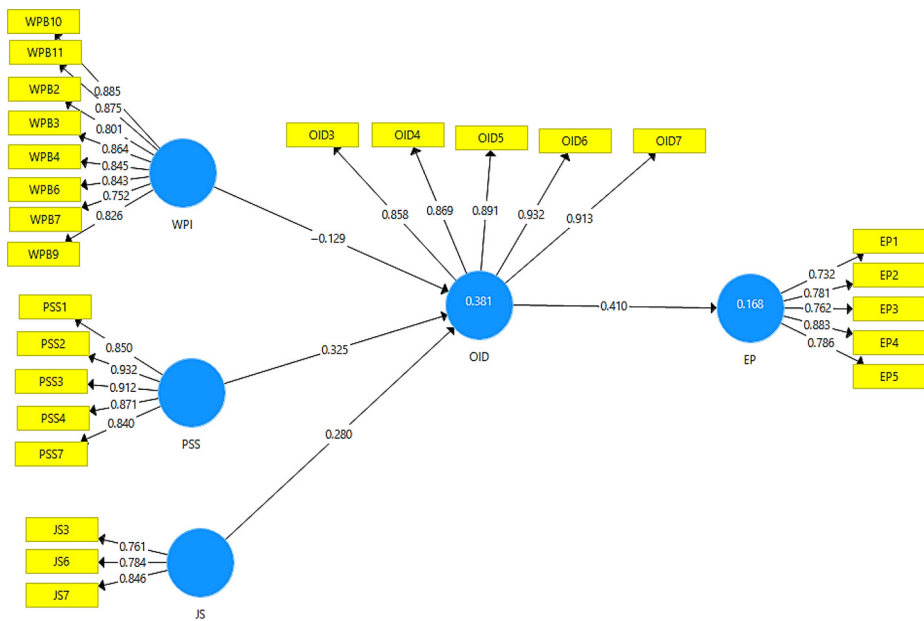 WPB10
WPB11
WPB2
WPB3
WPB4
WPB6
WPB7
WPB9
0.885
0.875
0.801
0.864
0.845
0.843
0.752
0.826
WPI
−0.129
PSS1
PSS2
PSS3
PSS4
PSS7
0.850
0.932
0.912
0.871
0.840
PSS
0.325
JS3
JS6
JS7
0.761
0.784
0.846
JS
0.280
OID3
OID4
OID5
OID6
OID7
0.858
0.869
0.891
0.932
0.913
0.381
OID
0.410
0.168
EP
0.732
0.781
0.762
0.883
0.786
EP1
EP2
EP3
EP4
EP5